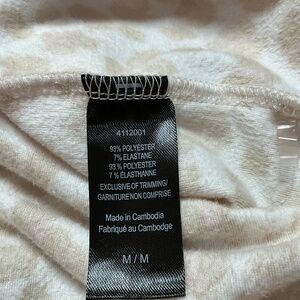 4112001
93% POLYESTER
7% ELASTANE
93 % POLYESTER
7 % ÉLASTHANNE
EXCLUSIVE OF TRIMMING/
GARNITURE NON COMPRISE
Made in Cambodia
Fabriqué au Cambodge
M / M